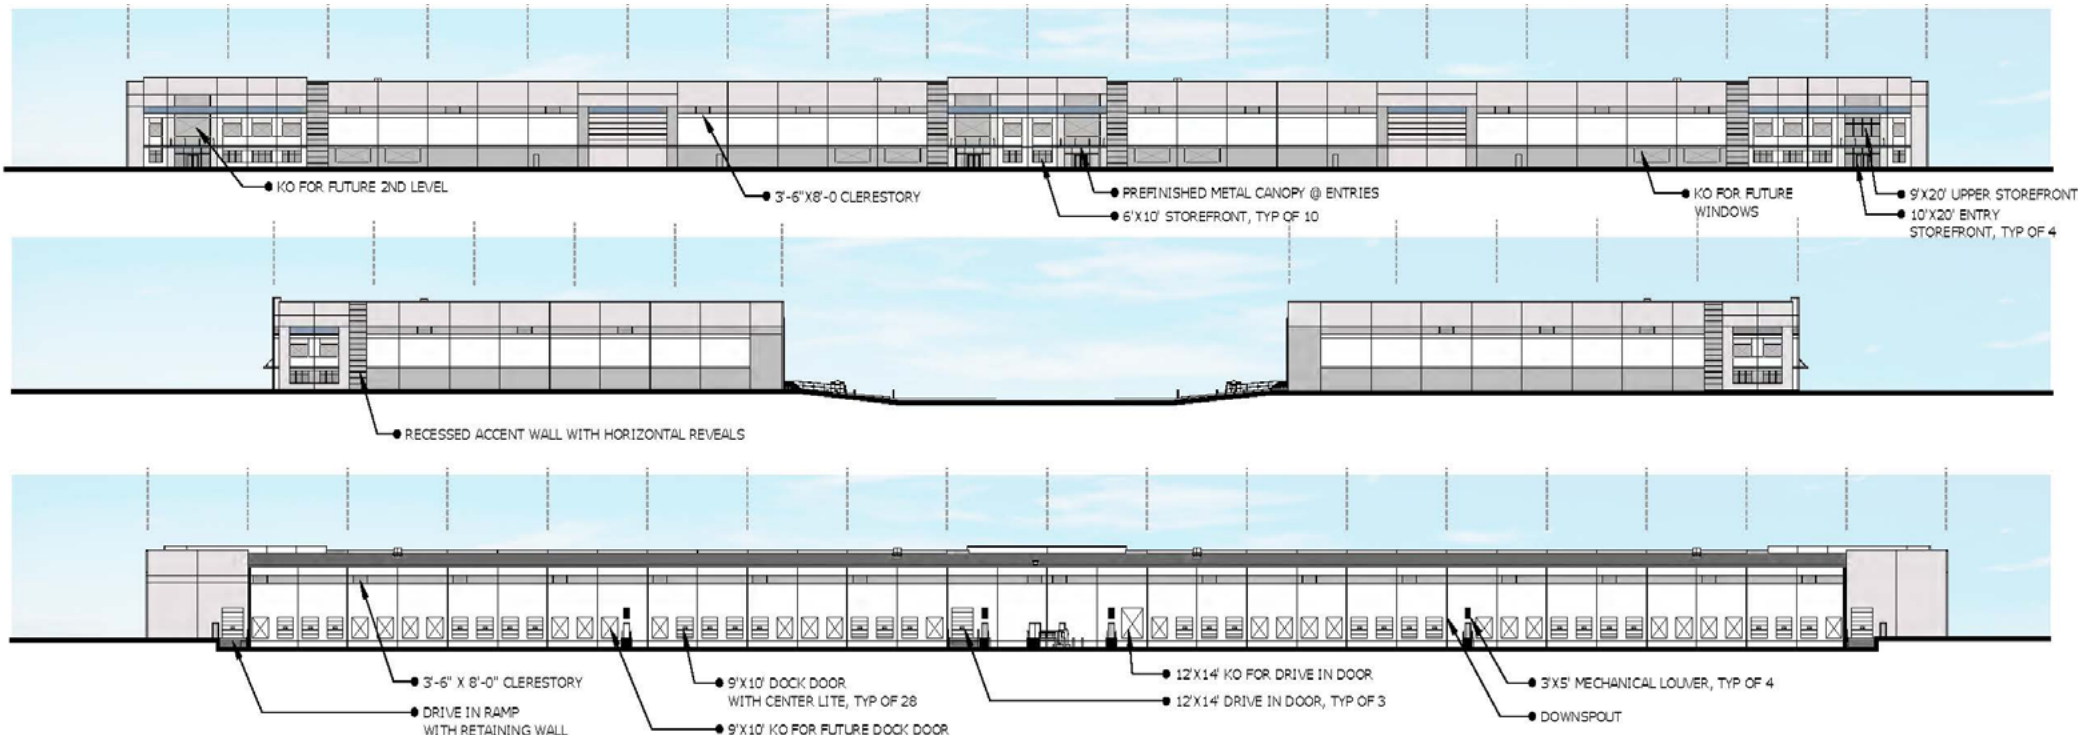 KO FOR FUTURE 2ND LEVEL
3'-6"X8'-0 CLERESTORY
PREFINISHED METAL CANOPY @ ENTRIES
6'X10' STOREFRONT, TYP OF 10
KO FOR FUTURE
WINDOWS
9'X20' UPPER STOREFRONT
10'X20' ENTRY
STOREFRONT, TYP OF 4
RECESSED ACCENT WALL WITH HORIZONTAL REVEALS
3'-6" X 8'-0" CLERESTORY
DRIVE IN RAMP
WITH RETAINING WALL
9'X10' DOCK DOOR
WITH CENTER LITE, TYP OF 28
9'X10' KO FOR FUTURE DOCK DOOR
12'X14' KO FOR DRIVE IN DOOR
12'X14' DRIVE IN DOOR, TYP OF 3
3'X5' MECHANICAL LOUVER, TYP OF 4
DOWNSPOUT